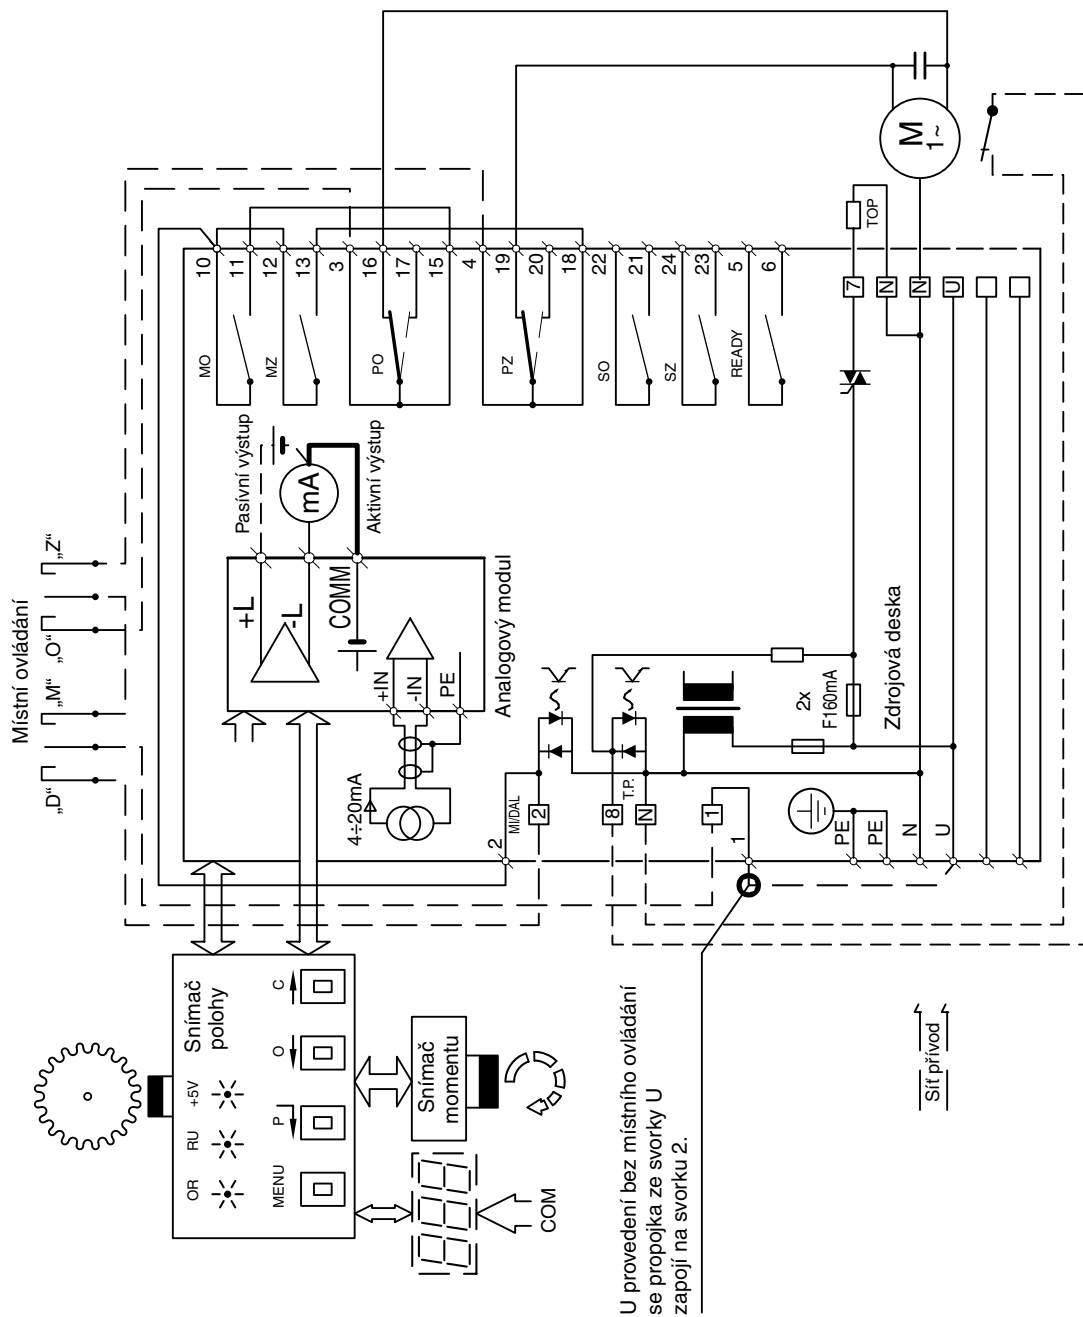 Místní ovládání
„D“
„M“
„O“
„Z“
10
11
12
13
3
16
17
15
4
19
20
18
22
21
24
23
5
6
MO
MZ
PO
PZ
SO
SZ
READY
M
1~
TOP
7
N
N
U
Pasívní výstup
mA
Aktivní výstup
+L
-L
COMM
+IN
-IN
PE
Analogový modul
4÷20mA
2
MI/DAL
2
8
T.P.
N
1
1
2x
F160mA
Zdrojová deska
PE
PE
N
U
Snímač
polohy
+5V
RU
OR
C
O
P
MENU
Snímač
momentu
COM
U provedení bez místního ovládání
se propojka ze svorky U
zapojí na svorku 2.
Síť přívod